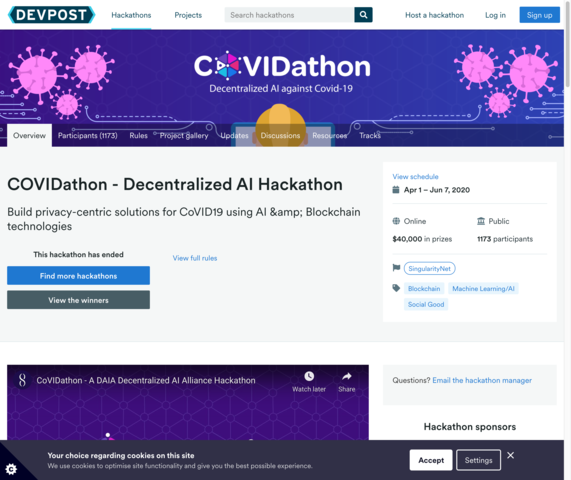 DEVPOST
Hackathons
Projects
Search hackathons
Host a hackathon
Log in
Sign up
COVIDathon
Decentralized AI against Covid-19
Overview
Participants (1173)
Rules
Project gallery
Updates
Discussions
Resources
Tracks
COVIDathon - Decentralized AI Hackathon
Build privacy-centric solutions for CoVID19 using AI &amp; Blockchain
technologies
This hackathon has ended
Find more hackathons
View the winners
View full rules
View schedule
Apr 1 – Jun 7, 2020
Online
Public
$40,000 in prizes
1173 participants
SingularityNet
Blockchain
Machine Learning/AI
Social Good
CoVIDathon - A DAIA Decentralized AI Alliance Hackathon
Watch later
Share
Questions? Email the hackathon manager
Hackathon sponsors
Your choice regarding cookies on this site
We use cookies to optimise site functionality and give you the best possible experience.
Accept
Settings